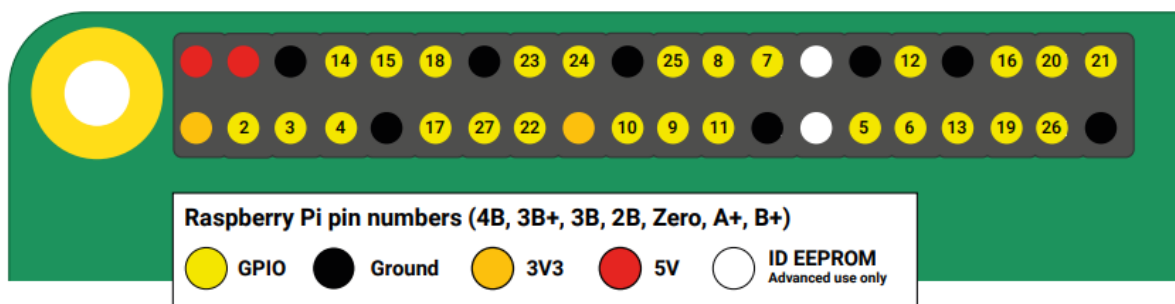 14 15 18 23 24 25 8 7 12 16 20 21
2 3 4 17 27 22 10 9 11 5 6 13 19 26
Raspberry Pi pin numbers (4B, 3B+, 3B, 2B, Zero, A+, B+)
GPIO Ground 3V3 5V ID EEPROM
Advanced use only